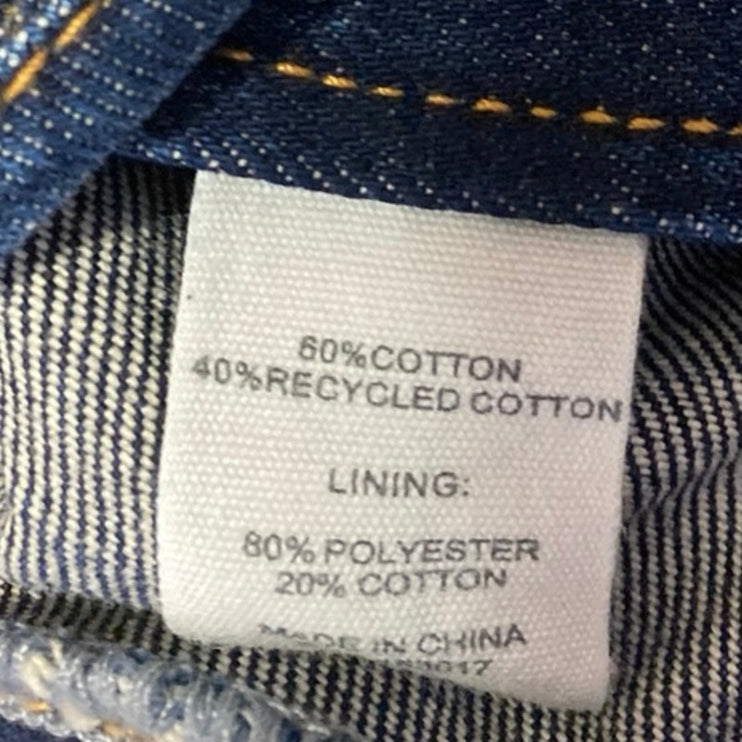 60%COTTON
40%RECYCLED COTTON
LINING:
80% POLYESTER
20% COTTON
MADE IN CHINA